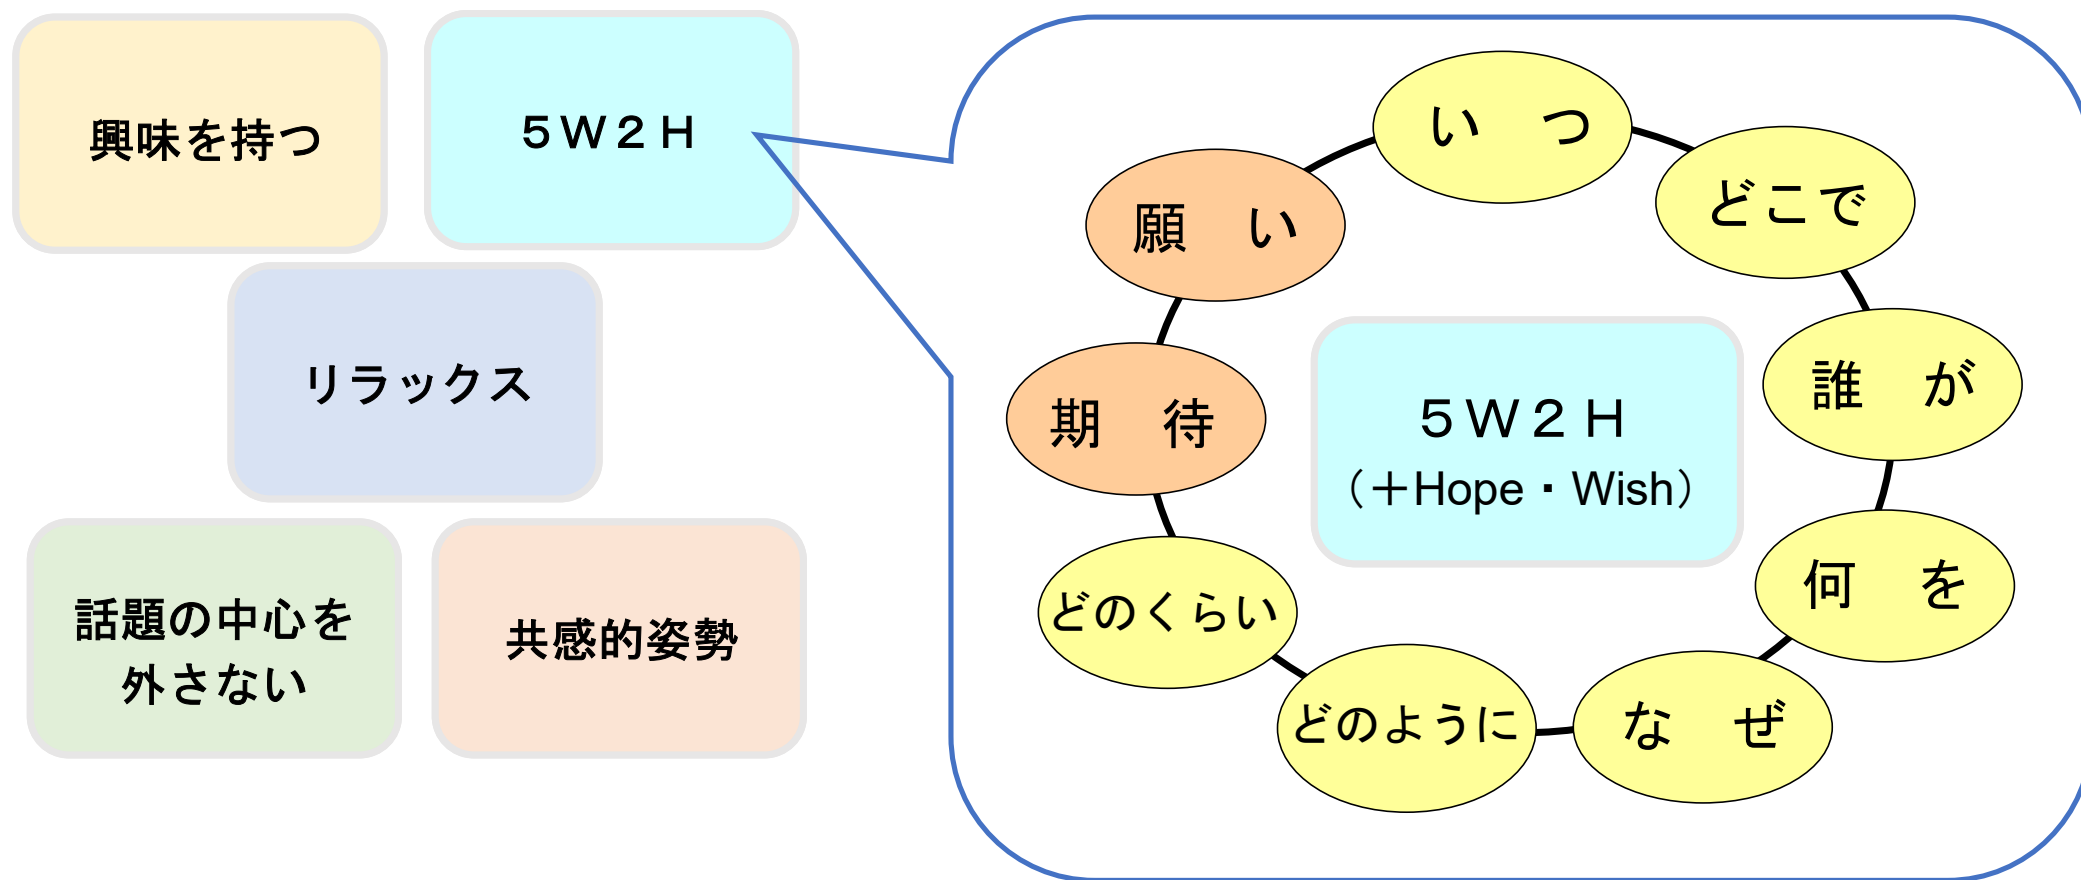 興味を持つ
５Ｗ２Ｈ
リラックス
話題の中心を
外さない
共感的姿勢
い　つ
どこで
誰　が
何　を
な　ぜ
どのように
どのくらい
期　待
願　い
５Ｗ２Ｈ
（＋Hope・Wish）